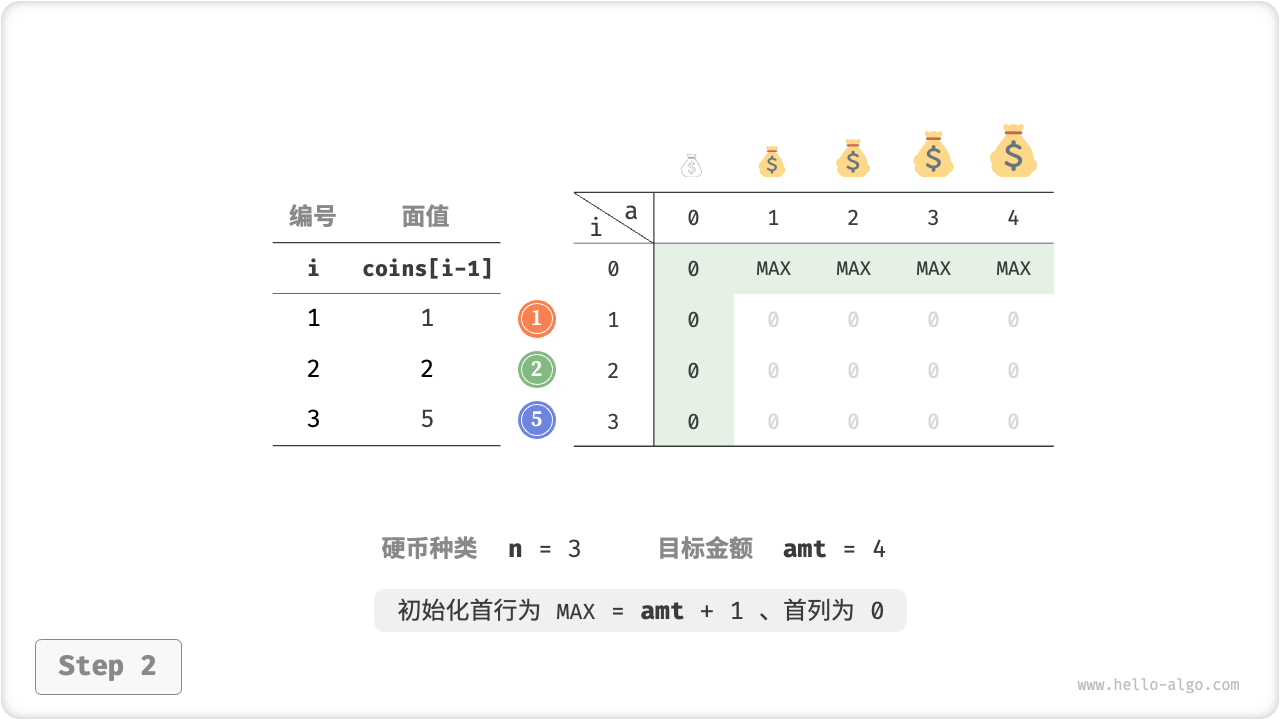 编号 面值
i coins[i-1]
1 1
2 2
3 5
1
2
5
$ $ $ $ $
i a 0 1 2 3 4
0 0 MAX MAX MAX MAX
1 0 0 0 0 0
2 0 0 0 0 0
3 0 0 0 0 0
硬币种类 n = 3 目标金额 amt = 4
初始化首行为 MAX = amt + 1 、首列为 0
Step 2
www.hello-algo.com